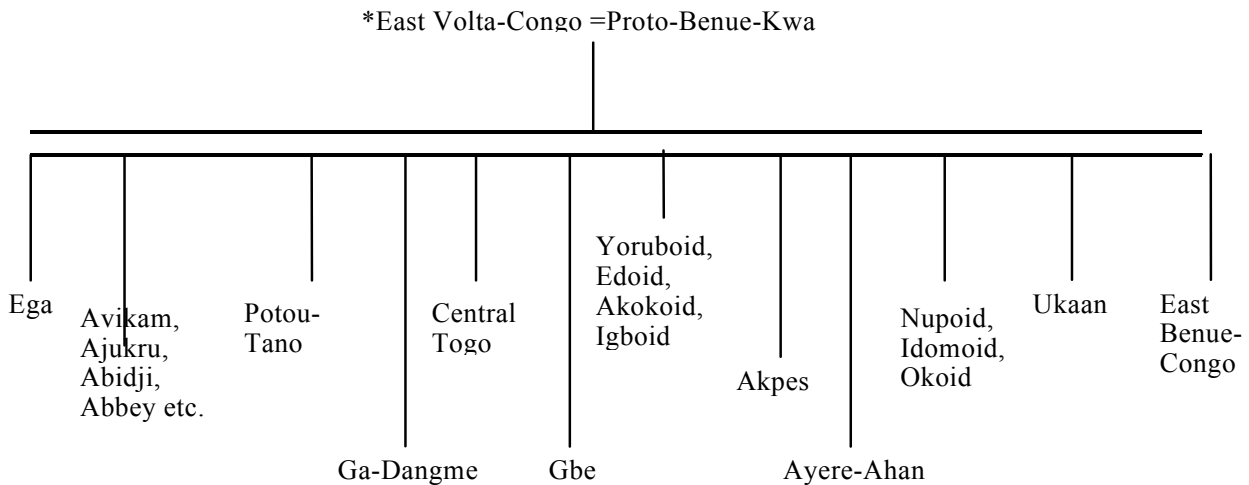 *East Volta-Congo =Proto-Benue-Kwa
Ega
Avikam,
Ajukru,
Abidji,
Abbey etc.
Potou-
Tano
Ga-Dangme
Central
Togo
Gbe
Yoruboid,
Edoid,
Akokoid,
Igboid
Akpes
Ayere-Ahan
Nupoid,
Idomoid,
Okoid
Ukaan
East
Benue-
Congo